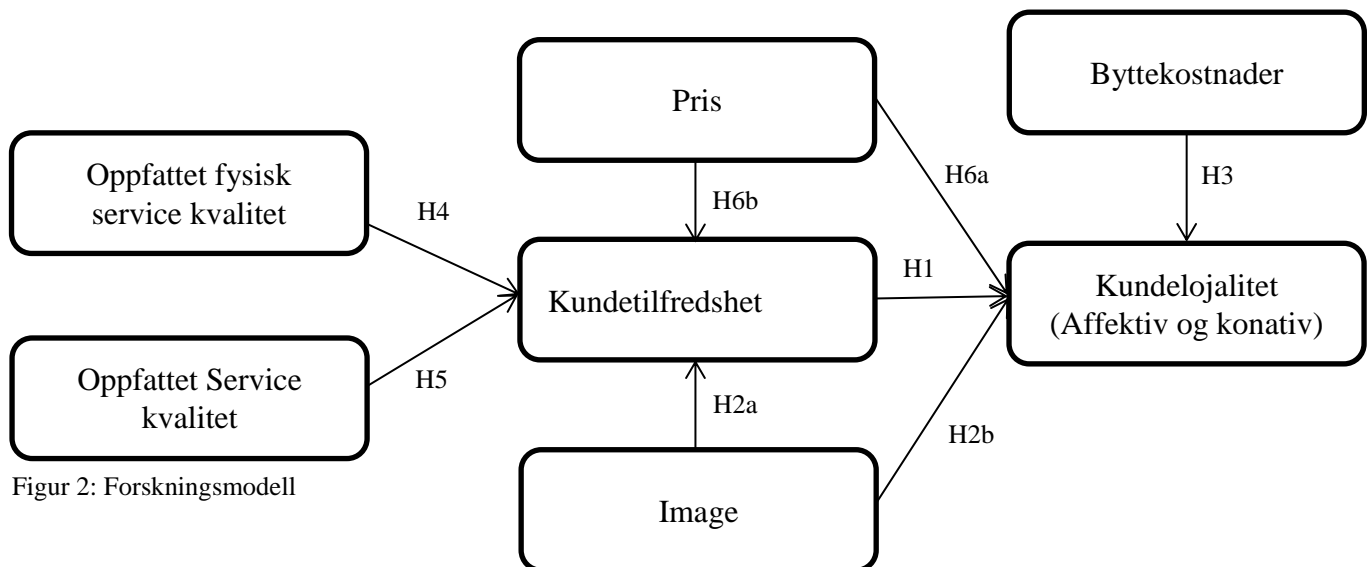 Byttekostnader
Pris
Oppfattet fysisk
service kvalitet
H6a
H3
H4
H6b
H1
Kundetilfredshet
Kundelojalitet
(Affektiv og konativ)
Oppfattet Service
kvalitet
H5
H2a
H2b
Figur 2: Forskningsmodell
Image